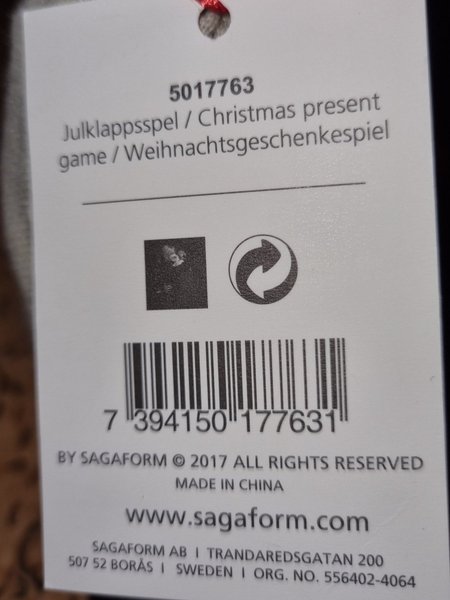 5017763
Julklappsspel / Christmas present
game / Weihnachtsgeschenkespiel
7 394150 177631
BY SAGAFORM © 2017 ALL RIGHTS RESERVED
MADE IN CHINA
www.sagaform.com
SAGAFORM AB I TRANDAREDSGATAN 200
507 52 BORÅS I SWEDEN I ORG. NO. 556402-4064